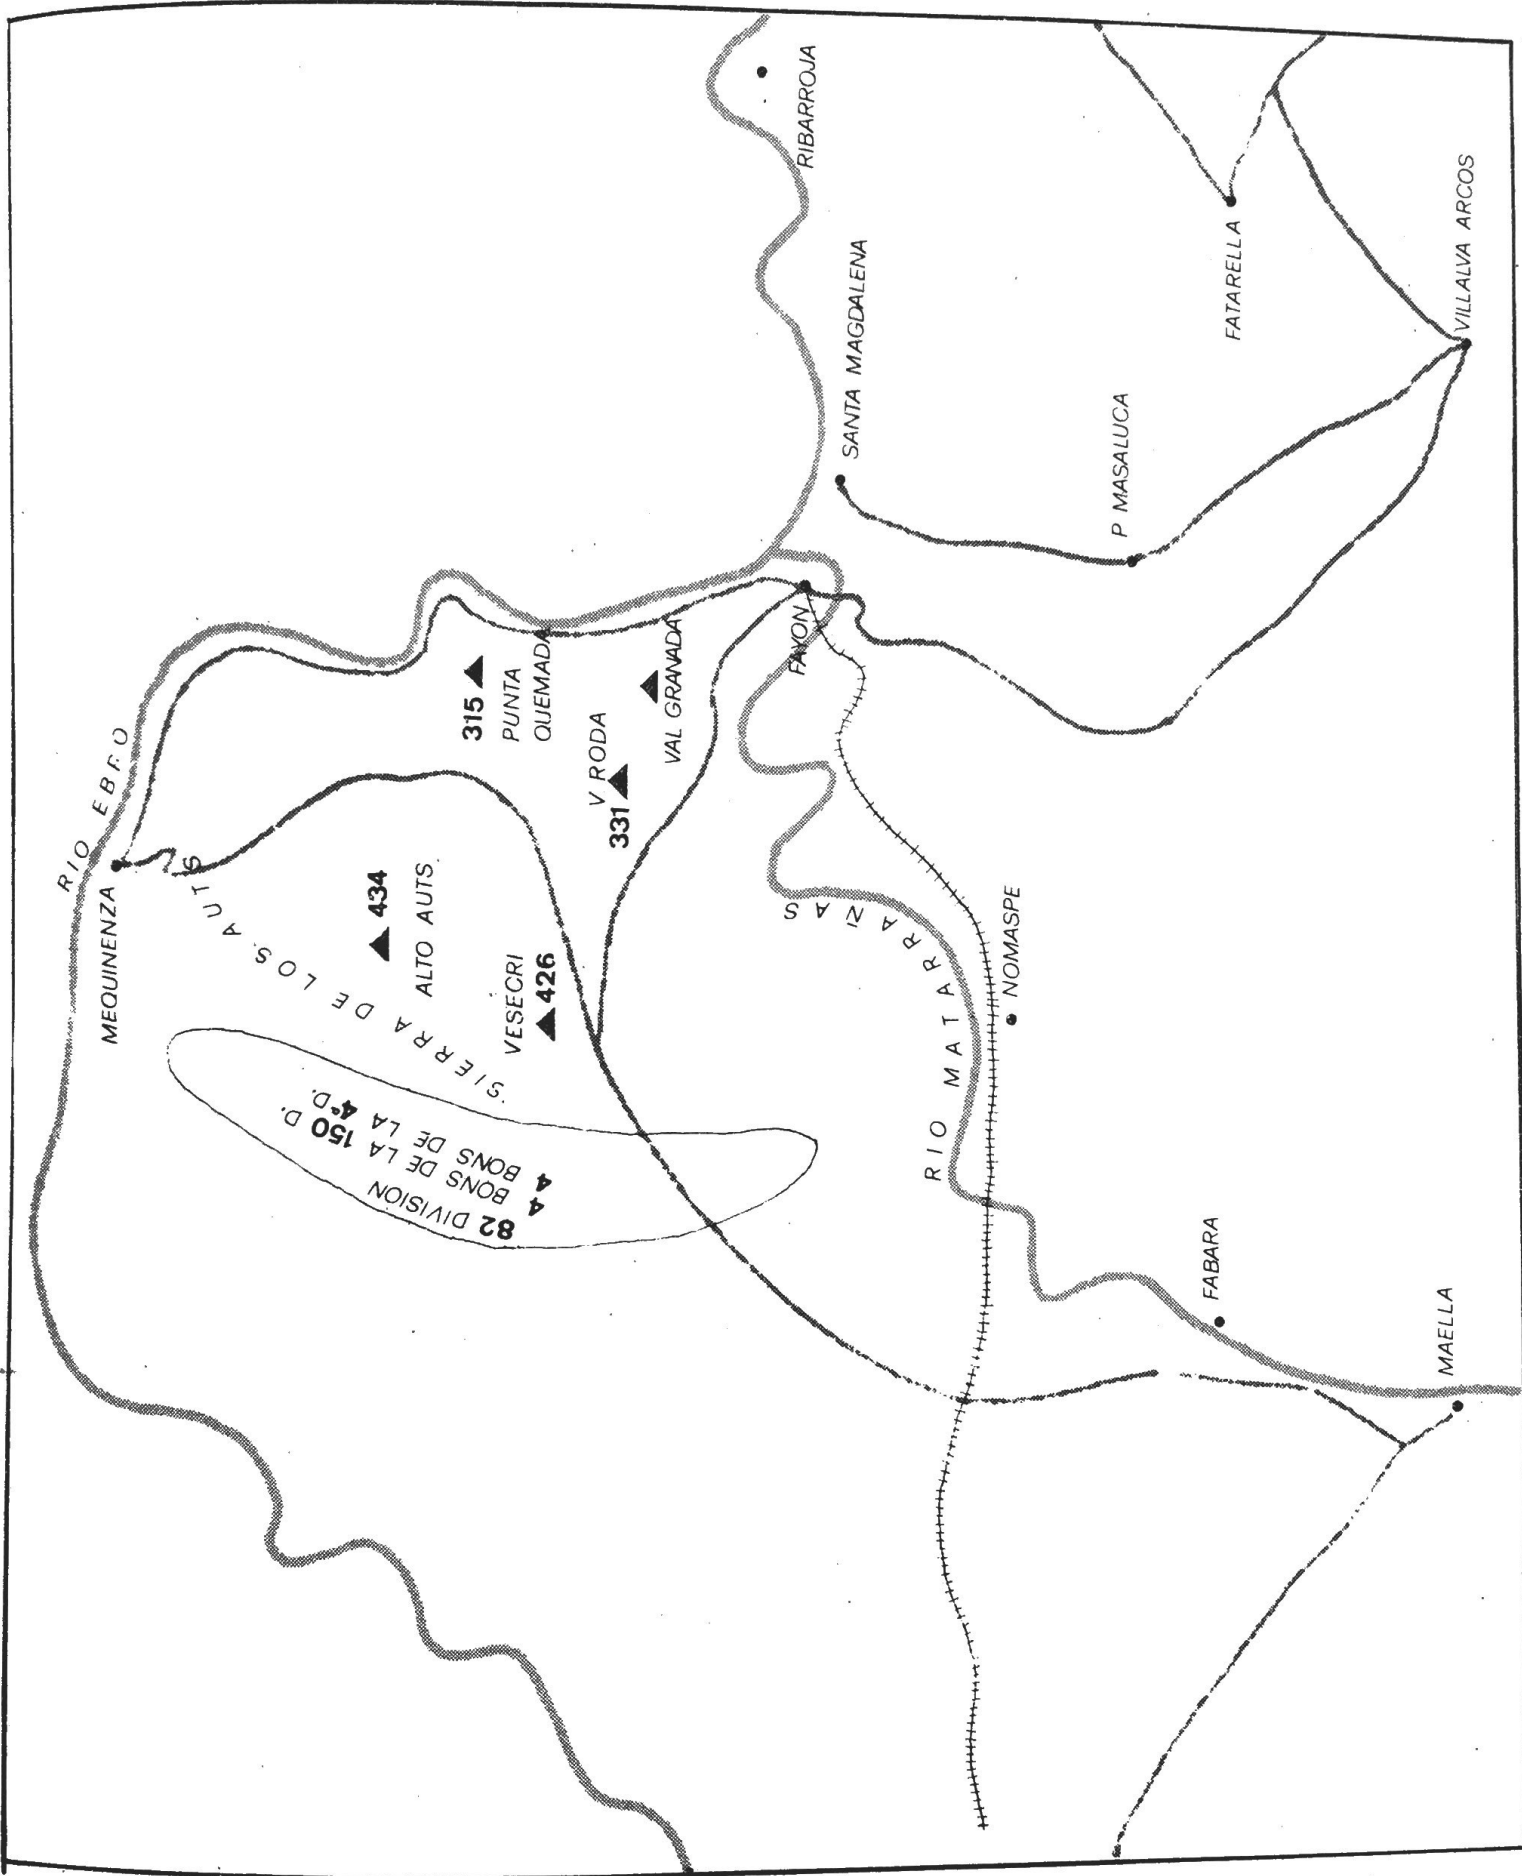 RIO EBRO
MEQUINENZA
SIERRA DE LOS AUTS
434
ALTO AUTS
VESECRI
426
315
PUNTA
QUEMADA
V RODA
331
VAL GRANADA
82 DIVISION
4 BONS DE LA 150 D.
4 BONS DE LA 4ª D.
FAYON
RIBARROJA
SANTA MAGDALENA
RIO MATARRAÑAS
NOMASPE
P MASALUCA
FATARELLA
VILLALVA ARCOS
FABARA
MAELLA